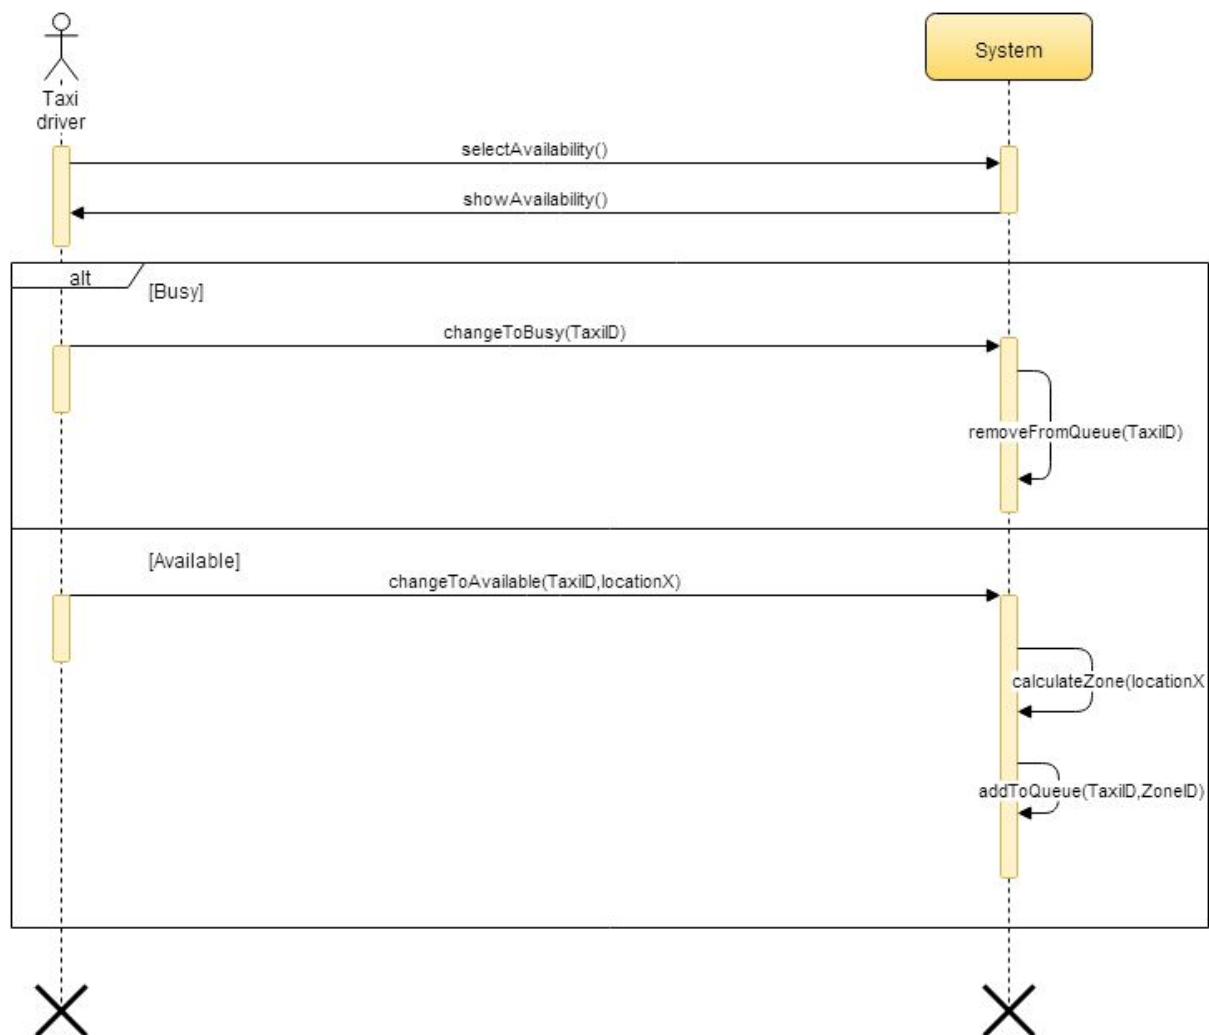 System
Taxi
driver
selectAvailability()
showAvailability()
alt
[Busy]
changeToBusy(TaxiID)
removeFromQueue(TaxiID)
[Available]
changeToAvailable(TaxiID,locationX)
calculateZone(locationX
addToQueue(TaxiID,ZoneID)